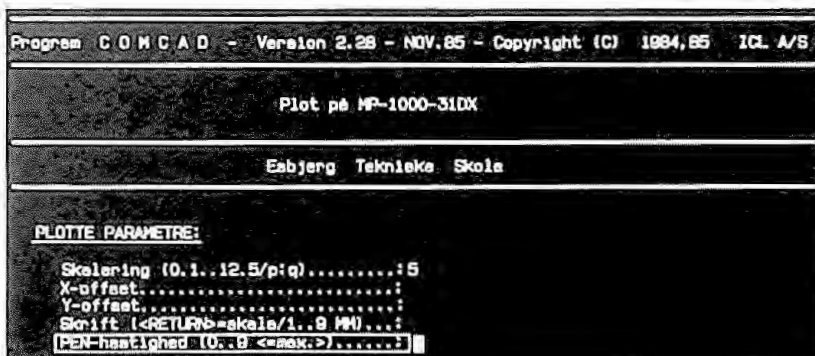 Program C O M C A D - Version 2.28 - NOV.85 - Copyright (C) 1984,85 ICL A/S
Plot på MP-1000-31DX
Esbjerg Tekniske Skole
PLOTTE PARAMETRE:
Skalering (0.1..12.5/p:q).........:5
X-offset..........................:
Y-offset..........................:
Skrift (<RETURN>=skala/1..9 MM)...:
PEN-hastighed (0..9 <=max.>)......: